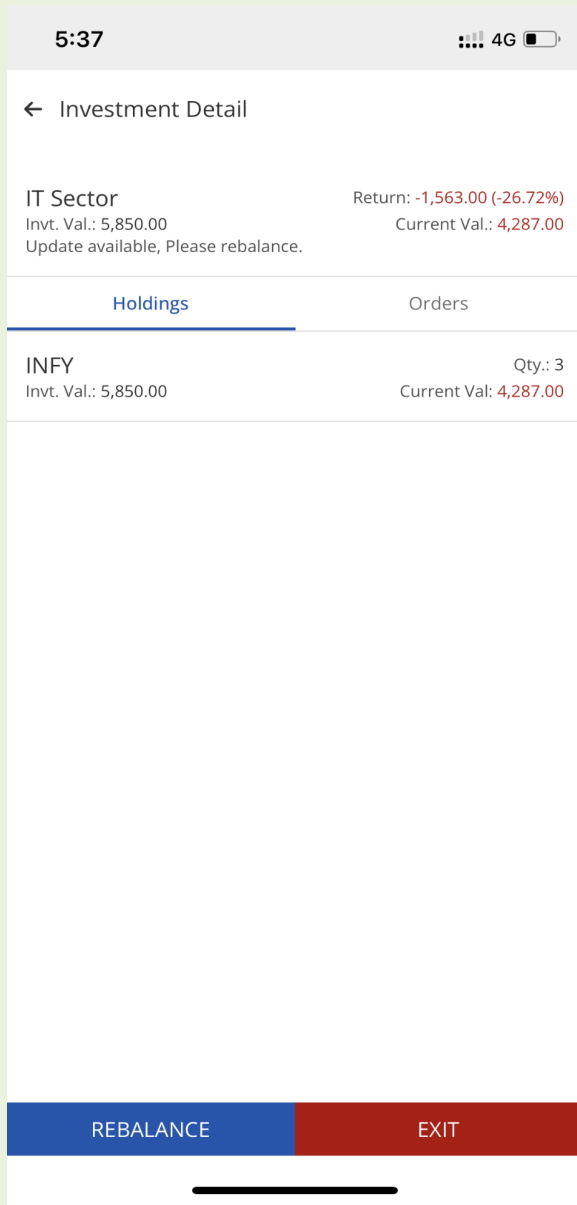 5:37 4G
Investment Detail
IT Sector Return: -1,563.00 (-26.72%)
Invt. Val.: 5,850.00 Current Val.: 4,287.00
Update available, Please rebalance.
Holdings Orders
INFY Qty.: 3
Invt. Val.: 5,850.00 Current Val: 4,287.00
REBALANCE EXIT